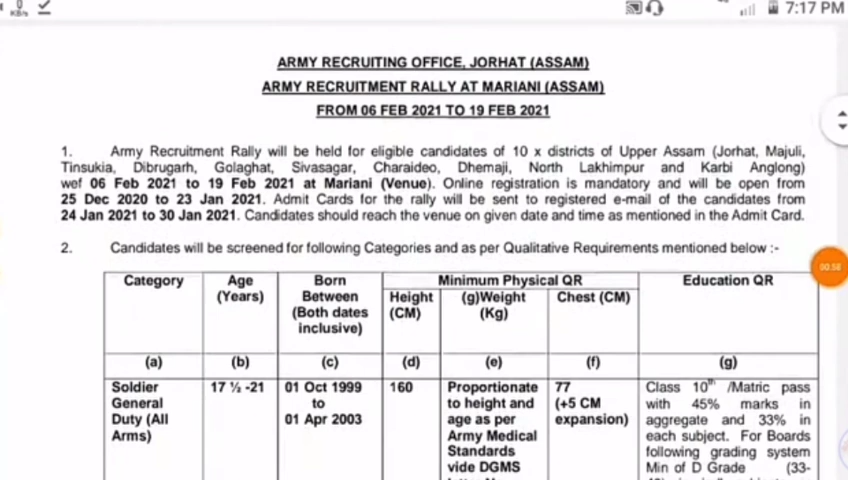 KB/s
7:17 PM
ARMY RECRUITING OFFICE, JORHAT (ASSAM)
ARMY RECRUITMENT RALLY AT MARIANI (ASSAM)
FROM 06 FEB 2021 TO 19 FEB 2021
1. Army Recruitment Rally will be held for eligible candidates of 10 x districts of Upper Assam (Jorhat, Majuli,
Tinsukia, Dibrugarh, Golaghat, Sivasagar, Charaideo, Dhemaji, North Lakhimpur and Karbi Anglong)
wef 06 Feb 2021 to 19 Feb 2021 at Mariani (Venue). Online registration is mandatory and will be open from
25 Dec 2020 to 23 Jan 2021. Admit Cards for the rally will be sent to registered e-mail of the candidates from
24 Jan 2021 to 30 Jan 2021. Candidates should reach the venue on given date and time as mentioned in the Admit Card.
2. Candidates will be screened for following Categories and as per Qualitative Requirements mentioned below :-
Category Age Born Minimum Physical QR Education QR
(Years) Between Height (g)Weight Chest (CM)
(Both dates (CM) (Kg)
inclusive)
(a) (b) (c) (d) (e) (f) (g)
Soldier 17 ½ -21 01 Oct 1999 160 Proportionate 77 Class 10th /Matric pass
General to to height and (+5 CM with 45% marks in
Duty (All 01 Apr 2003 age as per expansion) aggregate and 33% in
Arms) Army Medical each subject. For Boards
Standards following grading system
vide DGMS Min of D Grade (33-
00:58